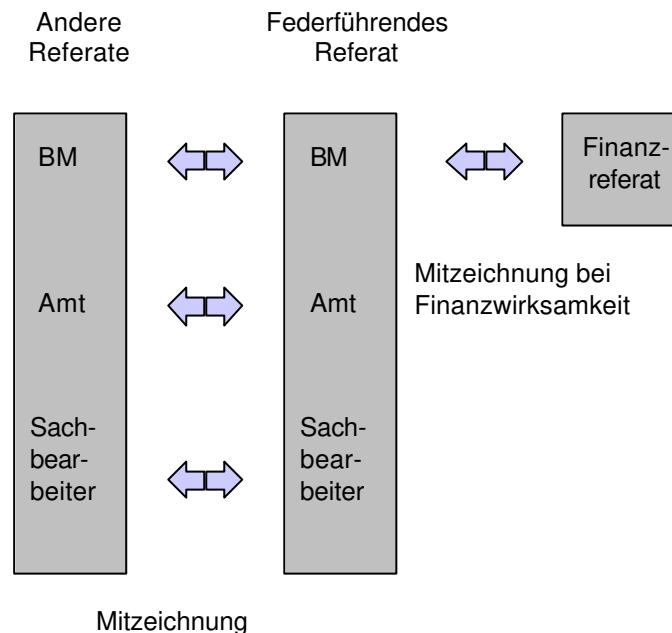 Andere
Referate
Federführendes
Referat
BM
BM
Finanz-
referat
Amt
Amt
Mitzeichnung bei
Finanzwirksamkeit
Sach-
bear-
beiter
Sach-
bear-
beiter
Mitzeichnung